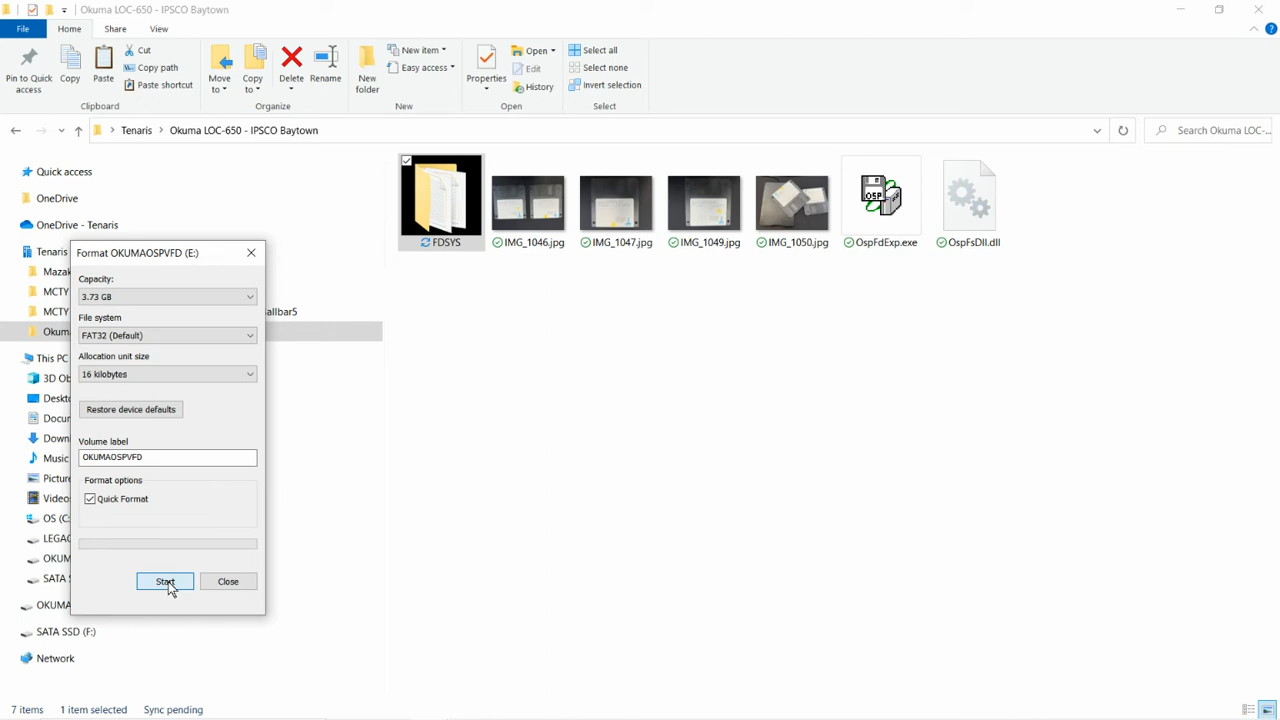 Okuma LOC-650 - IPSCO Baytown
File
Home
Share
View
Pin to Quick access
Copy
Paste
Cut
Copy path
Paste shortcut
Clipboard
Move to
Copy to
Delete
Rename
Organize
New folder
New item
Easy access
New
Properties
Open
Edit
History
Open
Select all
Select none
Invert selection
Select
Tenaris
Okuma LOC-650 - IPSCO Baytown
Search Okuma LOC-...
Quick access
OneDrive
OneDrive - Tenaris
Tenaris
Mazak
MCTY
MCTY
allbar5
Okuma
This PC
3D Ob
Deskto
Docum
Downl
Music
Picture
Videos
OS (C:
LEGAC
OKUM
SATA S
OKUMA
SATA SSD (F:)
Network
FDSYS
IMG_1046.jpg
IMG_1047.jpg
IMG_1049.jpg
IMG_1050.jpg
OSP
OspFdExp.exe
OspFsDll.dll
Format OKUMAOSPVFD (E:)
Capacity:
3.73 GB
File system
FAT32 (Default)
Allocation unit size
16 kilobytes
Restore device defaults
Volume label
OKUMAOSPVFD
Format options
Quick Format
Start
Close
7 items
1 item selected
Sync pending